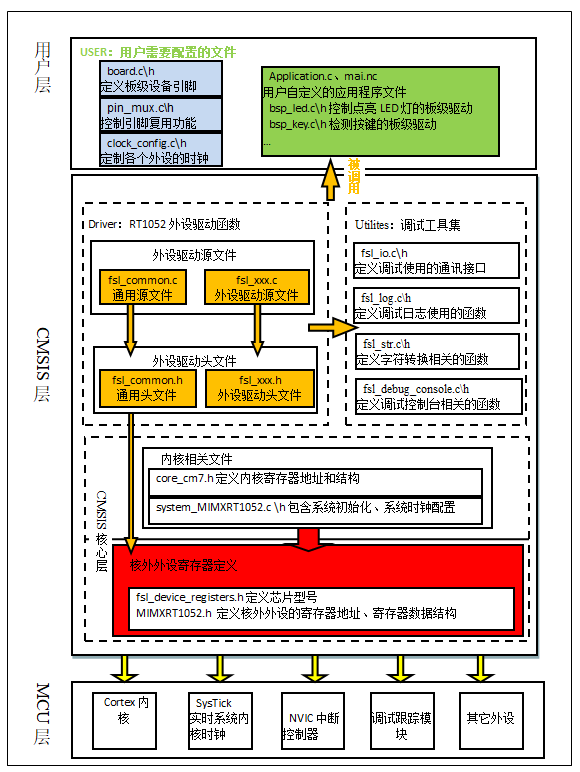 用户层
USER：用户需要配置的文件
board.c\h
定义板级设备引脚
pin_mux.c\h
控制引脚复用功能
clock_config.c\h
定制各个外设的时钟
Application.c、mai.nc
用户自定义的应用程序文件
bsp_led.c\h 控制点亮 LED 灯的板级驱动
bsp_key.c\h 检测按键的板级驱动
...
被调用
CMSIS 层
Driver：RT1052 外设驱动函数
外设驱动源文件
fsl_common.c
通用源文件
fsl_xxx.c
外设驱动源文件
外设驱动头文件
fsl_common.h
通用头文件
fsl_xxx.h
外设驱动头文件
Utilites：调试工具集
fsl_io.c\h
定义调试使用的通讯接口
fsl_log.c\h
定义调试日志使用的函数
fsl_str.c\h
定义字符转换相关的函数
fsl_debug_console.c\h
定义调试控制台相关的函数
CMSIS 核心层
内核相关文件
core_cm7.h 定义内核寄存器地址和结构
system_MIMXRT1052.c \h 包含系统初始化、系统时钟配置
核外外设寄存器定义
fsl_device_registers.h 定义芯片型号
MIMXRT1052.h 定义核外外设的寄存器地址、寄存器数据结构
MCU 层
Cortex 内
核
SysTick
实时系统内
核时钟
NVIC 中断
控制器
调试跟踪模
块
其它外设